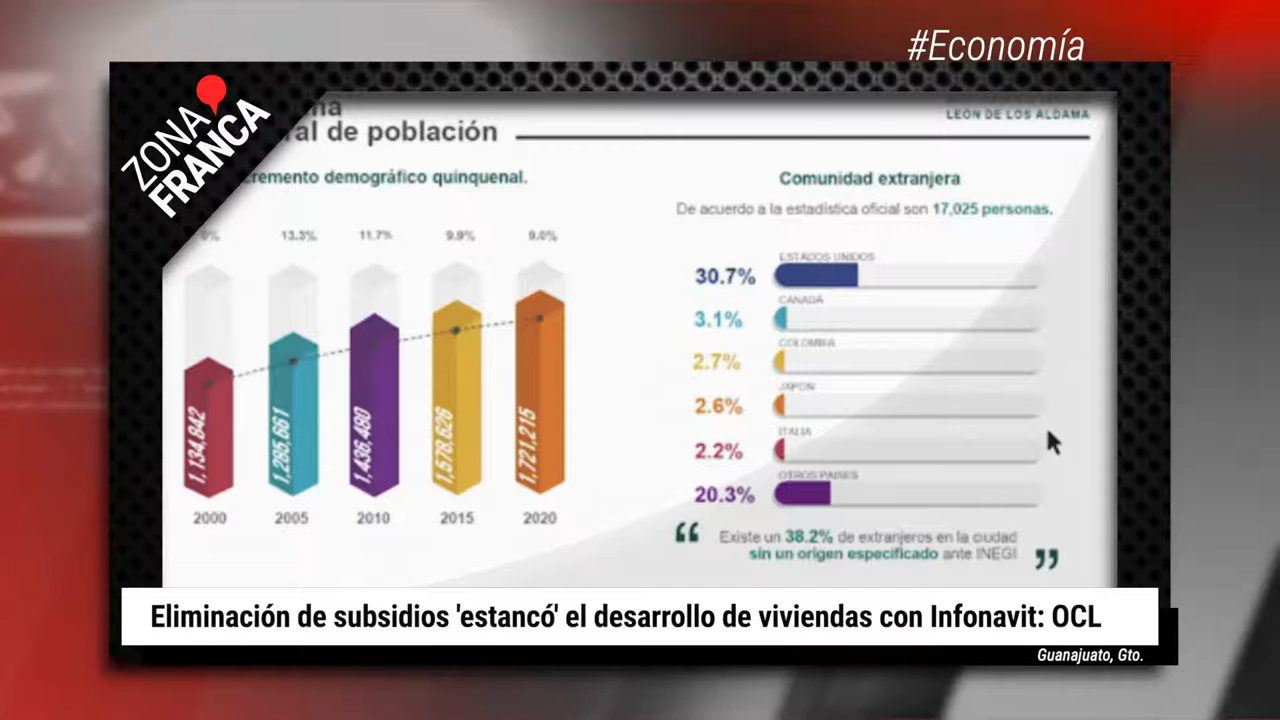 #Economía
ZONA
FRANCA
LEÓN DE LOS ALDAMA
ral de población
cremento demográfico quinquenal.
0% 13.3% 11.7% 9.9% 9.0%
1,134,842 1,285,661 1,436,480 1,578,626 1,721,215
2000 2005 2010 2015 2020
Comunidad extranjera
De acuerdo a la estadística oficial son 17,025 personas.
ESTADOS UNIDOS
30.7%
CANADÁ
3.1%
COLOMBIA
2.7%
JAPÓN
2.6%
ITALIA
2.2%
OTROS PAISES
20.3%
“ Existe un 38.2% de extranjeros en la ciudad
sin un origen especificado ante INEGI ”
Eliminación de subsidios 'estancó' el desarrollo de viviendas con Infonavit: OCL
Guanajuato, Gto.